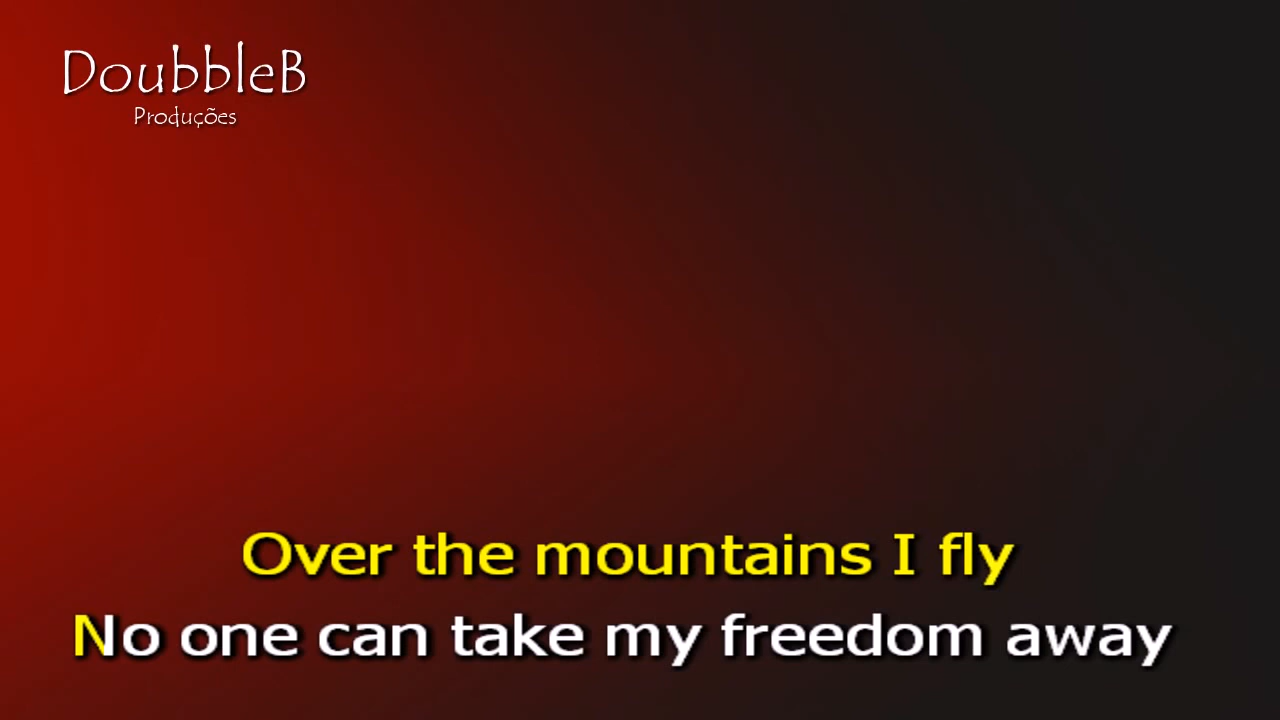 DoubbleB
Produções
Over the mountains I fly
No one can take my freedom away